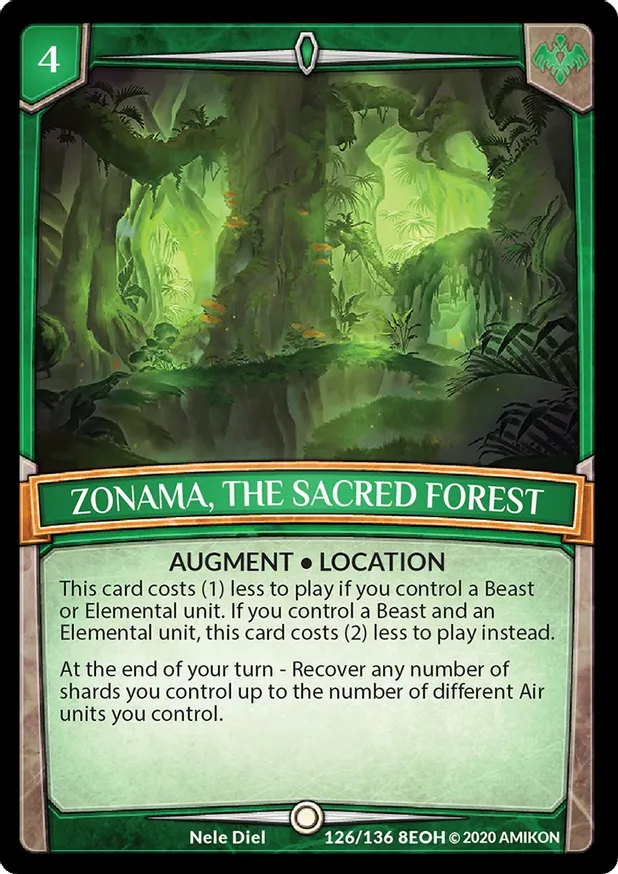 4
ZONAMA, THE SACRED FOREST
AUGMENT ● LOCATION
This card costs (1) less to play if you control a Beast
or Elemental unit. If you control a Beast and an
Elemental unit, this card costs (2) less to play instead.
At the end of your turn - Recover any number of
shards you control up to the number of different Air
units you control.
Nele Diel 126/136 8EOH © 2020 AMIKON